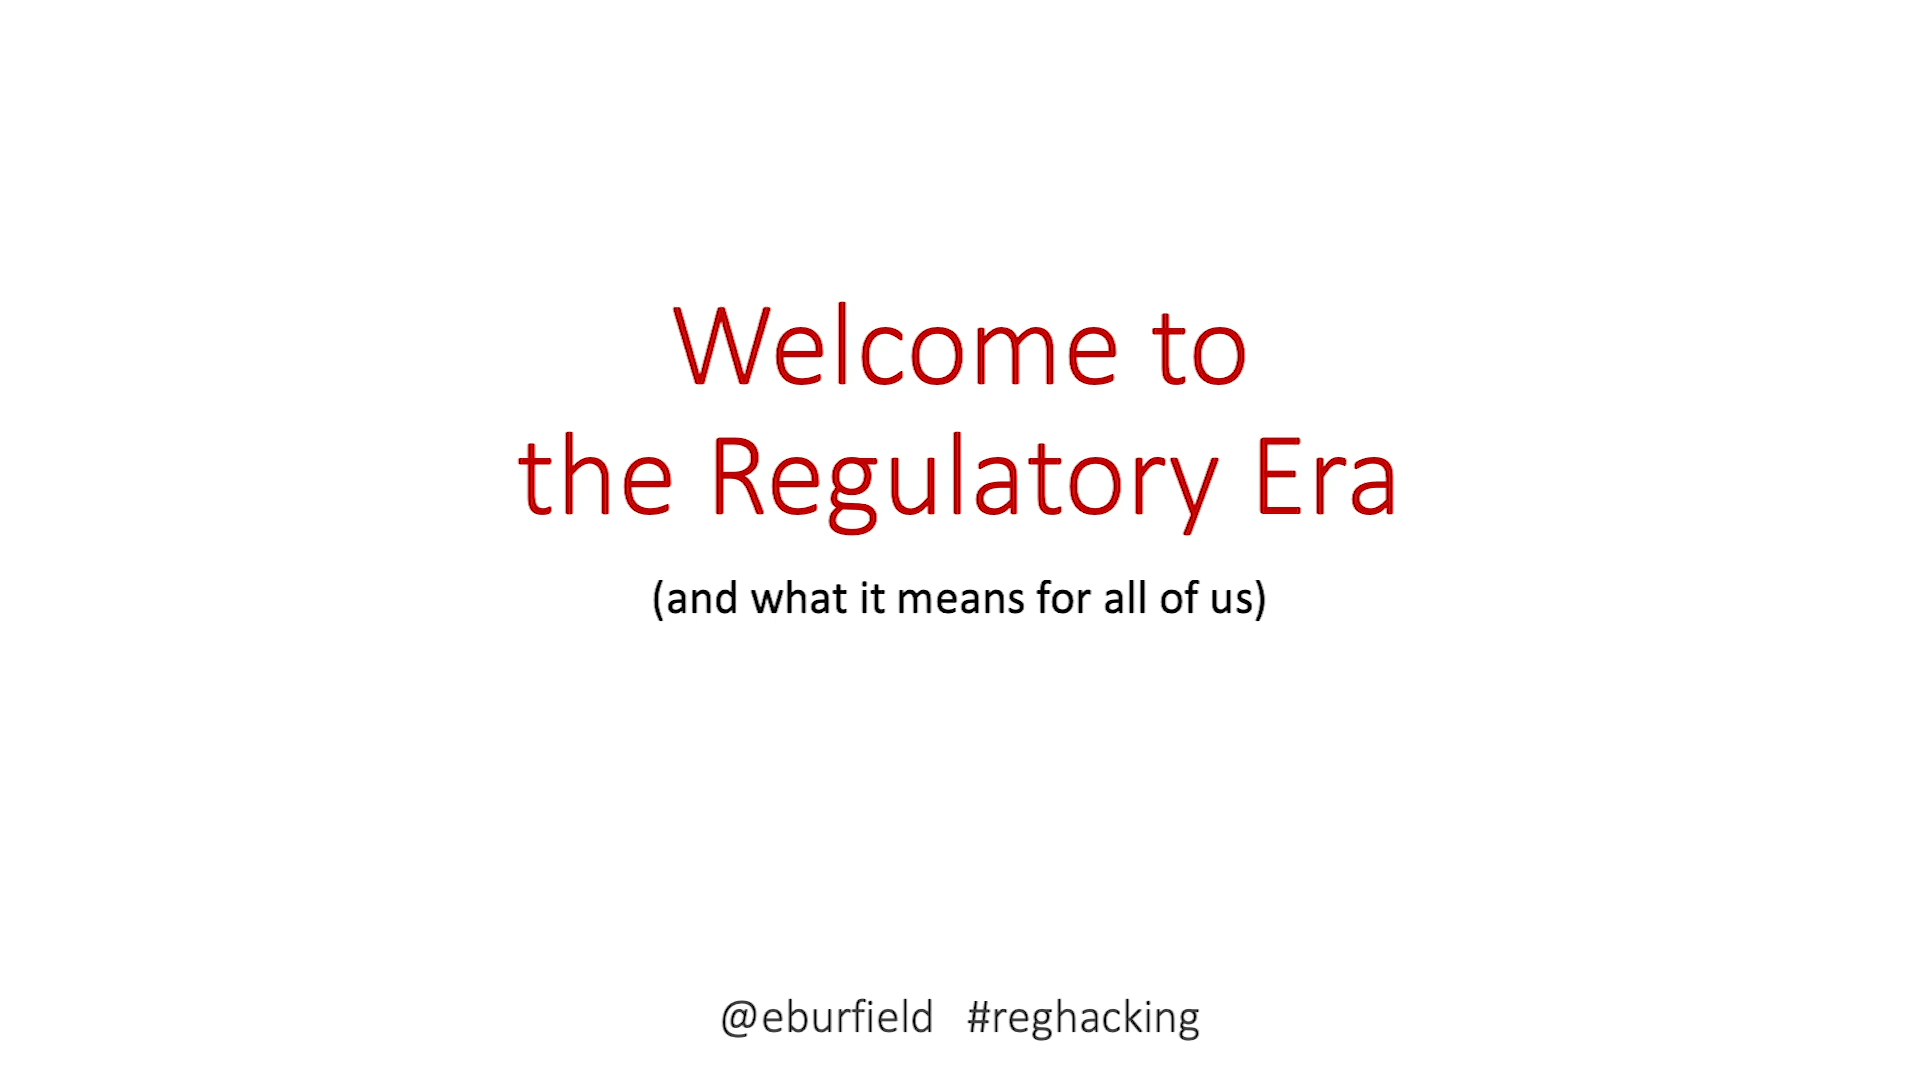 Welcome to
the Regulatory Era
(and what it means for all of us)
@eburfield #reghacking